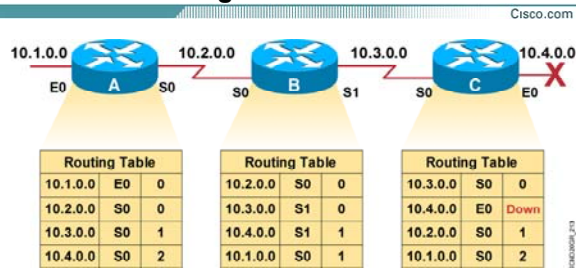 Cisco.com
10.1.0.0 10.2.0.0 10.3.0.0 10.4.0.0
E0 A S0 S0 B S1 S0 C E0
X
Routing Table
10.1.0.0 E0 0
10.2.0.0 S0 0
10.3.0.0 S0 1
10.4.0.0 S0 2
Routing Table
10.2.0.0 S0 0
10.3.0.0 S1 0
10.4.0.0 S1 1
10.1.0.0 S0 1
Routing Table
10.3.0.0 S0 0
10.4.0.0 E0 Down
10.2.0.0 S0 1
10.1.0.0 S0 2